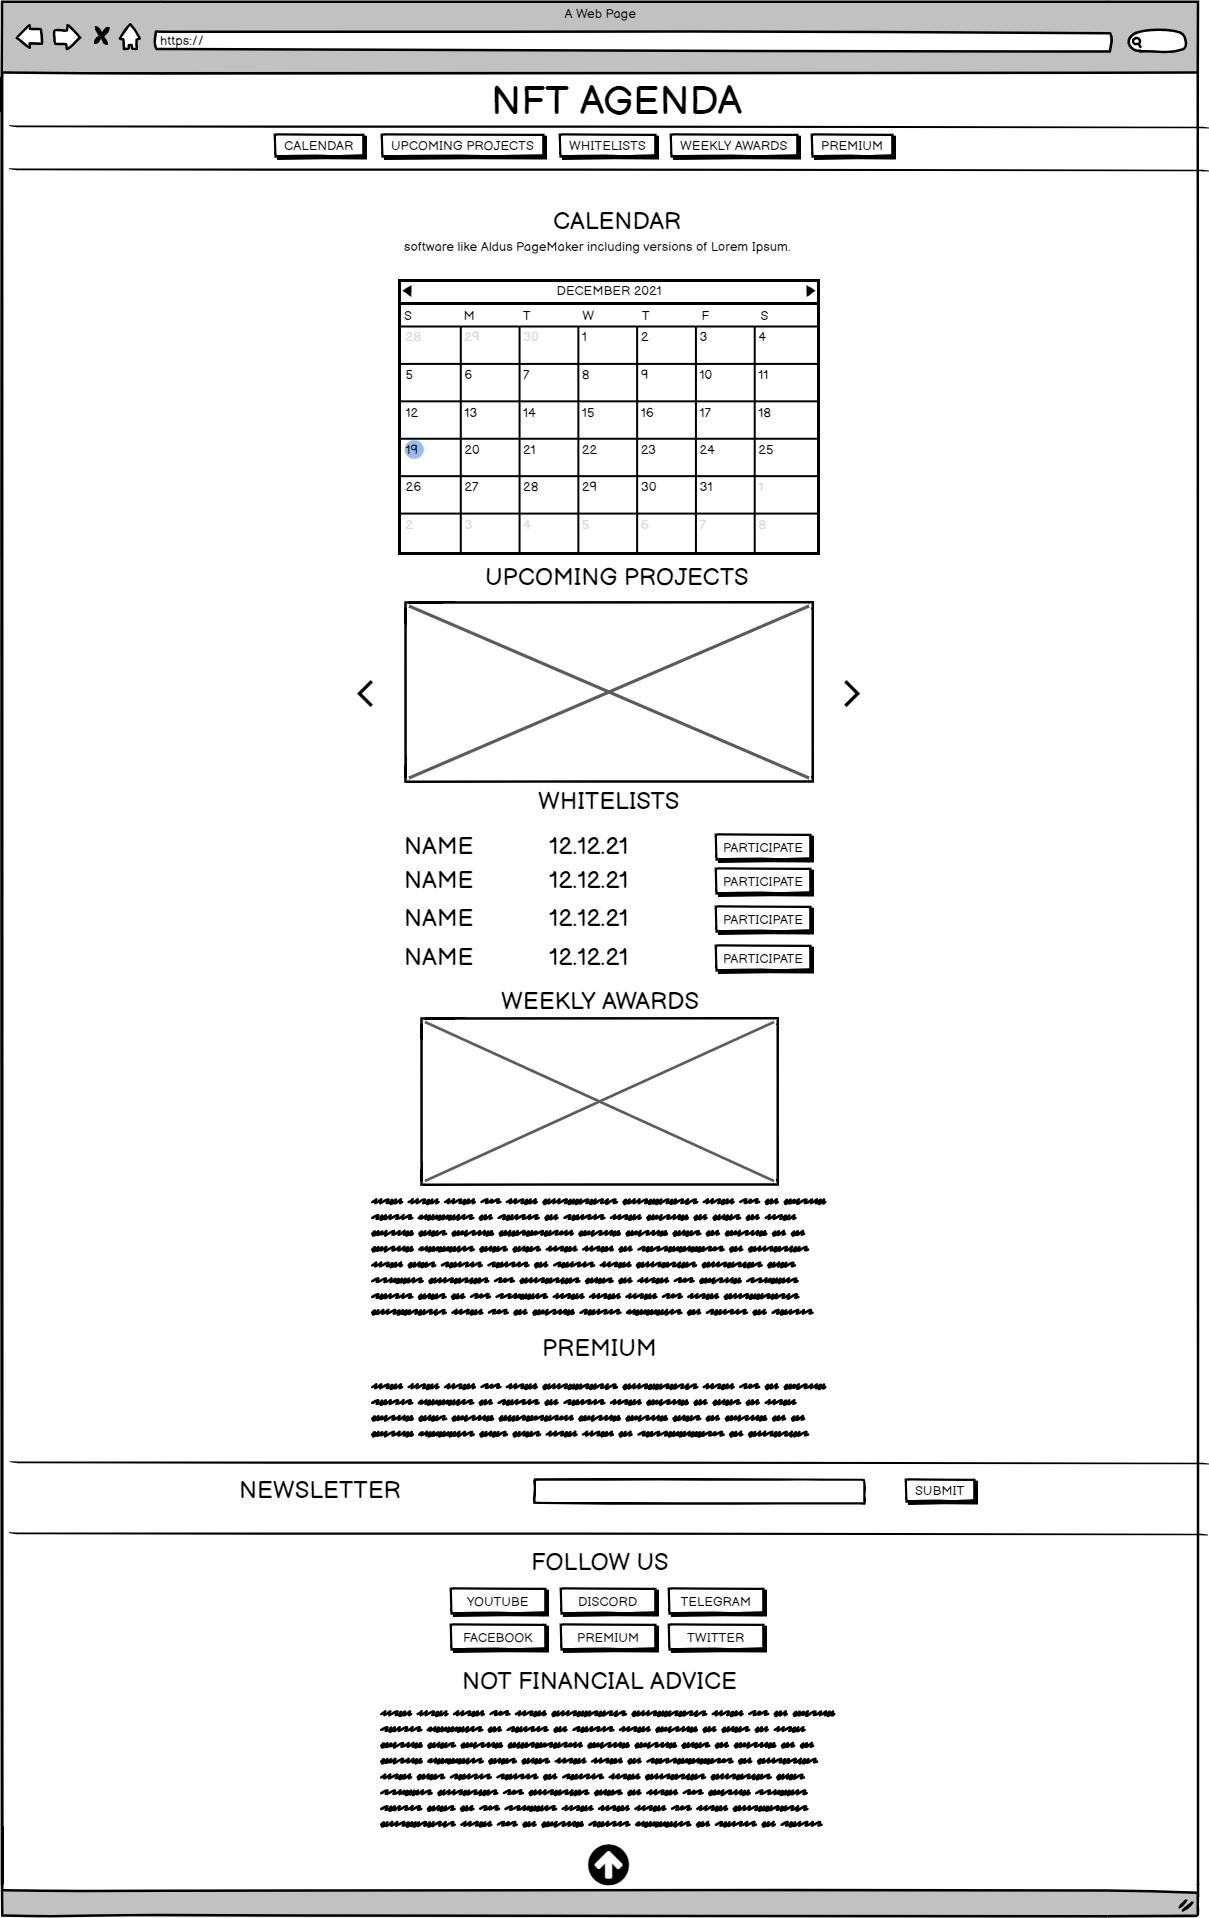 A Web Page
https://
NFT AGENDA
CALENDAR UPCOMING PROJECTS WHITELISTS WEEKLY AWARDS PREMIUM
CALENDAR
software like Aldus PageMaker including versions of Lorem Ipsum.
DECEMBER 2021
S M T W T F S
28 29 30 1 2 3 4
5 6 7 8 9 10 11
12 13 14 15 16 17 18
19 20 21 22 23 24 25
26 27 28 29 30 31 1
2 3 4 5 6 7 8
UPCOMING PROJECTS
WHITELISTS
NAME 12.12.21 PARTICIPATE
NAME 12.12.21 PARTICIPATE
NAME 12.12.21 PARTICIPATE
NAME 12.12.21 PARTICIPATE
WEEKLY AWARDS
PREMIUM
NEWSLETTER SUBMIT
FOLLOW US
YOUTUBE DISCORD TELEGRAM
FACEBOOK PREMIUM TWITTER
NOT FINANCIAL ADVICE